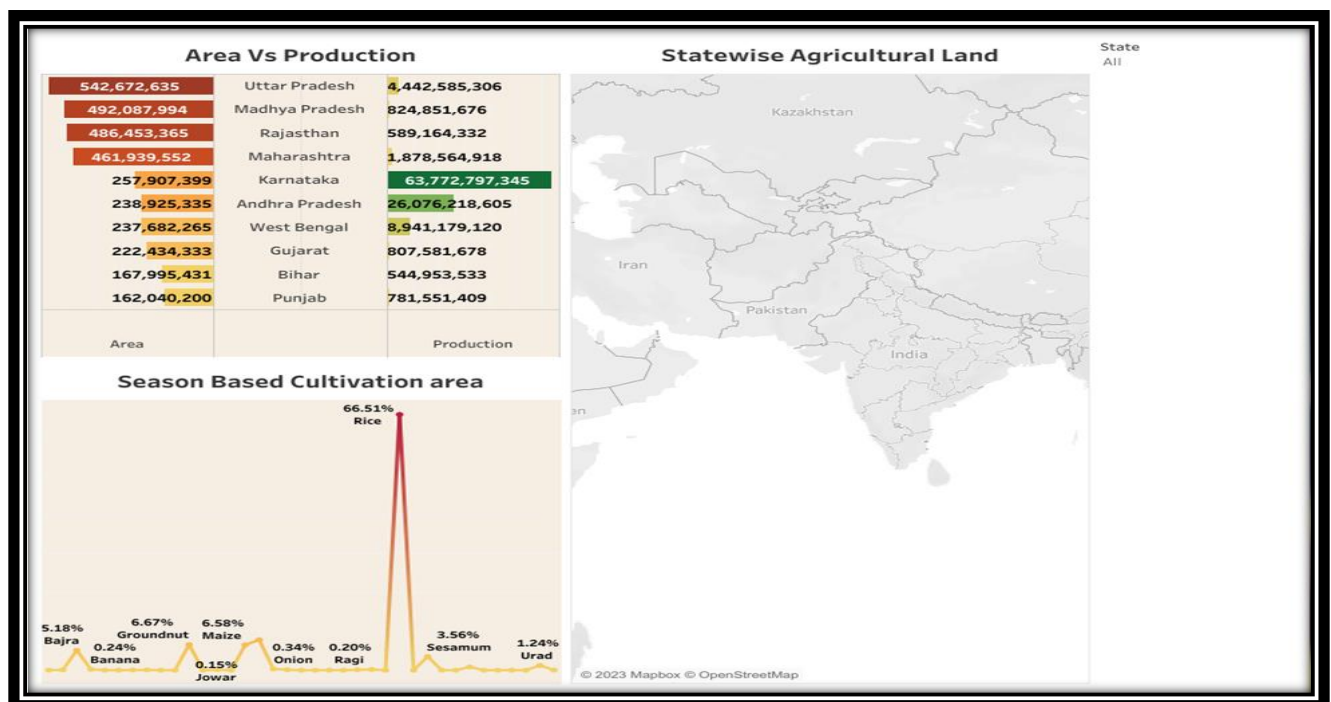 Area Vs Production
542,672,635 Uttar Pradesh 4,442,585,306
492,087,994 Madhya Pradesh 824,851,676
486,453,365 Rajasthan 589,164,332
461,939,552 Maharashtra 1,878,564,918
257,907,399 Karnataka 63,772,797,345
238,925,335 Andhra Pradesh 26,076,218,605
237,682,265 West Bengal 8,941,179,120
222,434,333 Gujarat 807,581,678
167,995,431 Bihar 544,953,533
162,040,200 Punjab 781,551,409
Area Production
Season Based Cultivation area
66.51%
Rice
5.18%
Bajra
0.24%
Banana
6.67%
Groundnut
0.15%
Jowar
6.58%
Maize
0.34%
Onion
0.20%
Ragi
3.56%
Sesamum
1.24%
Urad
Statewise Agricultural Land
Kazakhstan
Iran
Pakistan
India
en
© 2023 Mapbox © OpenStreetMap
State
All